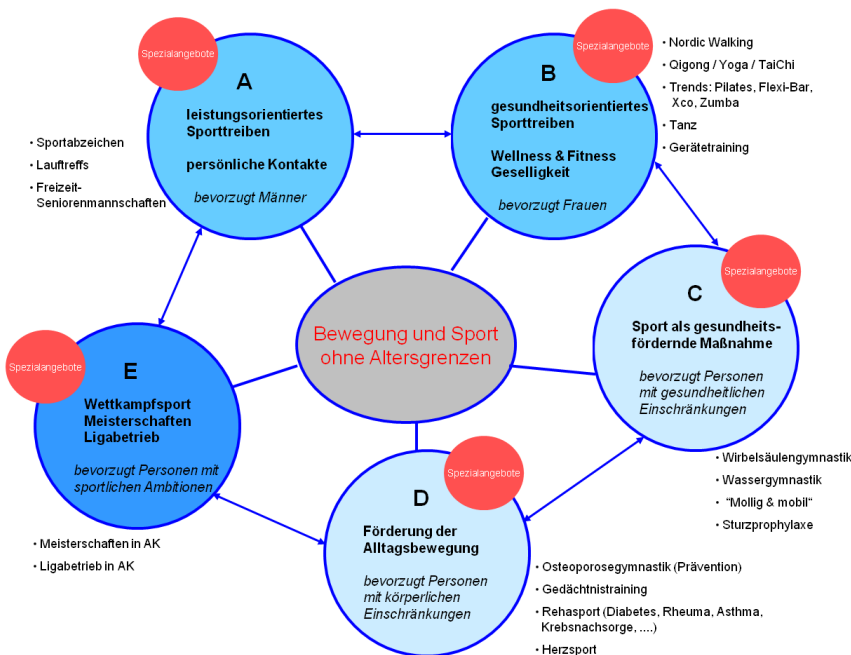 Spezialangebote
A
leistungsorientiertes
Sporttreiben
persönliche Kontakte
bevorzugt Männer
• Sportabzeichen
• Lauftreffs
• Freizeit-
Seniorenmannschaften
Spezialangebote
B
gesundheitsorientiertes
Sporttreiben
Wellness & Fitness
Geselligkeit
bevorzugt Frauen
• Nordic Walking
• Qigong / Yoga / TaiChi
• Trends: Pilates, Flexi-Bar,
Xco, Zumba
• Tanz
• Gerätetraining
Spezialangebote
C
Sport als gesundheits-
fördernde Maßnahme
bevorzugt Personen
mit gesundheitlichen
Einschränkungen
• Wirbelsäulengymnastik
• Wassergymnastik
• “Mollig & mobil“
• Sturzprophylaxe
Bewegung und Sport
ohne Altersgrenzen
Spezialangebote
E
Wettkampfsport
Meisterschaften
Ligabetrieb
bevorzugt Personen mit
sportlichen Ambitionen
• Meisterschaften in AK
• Ligabetrieb in AK
Spezialangebote
D
Förderung der
Alltagsbewegung
bevorzugt Personen
mit körperlichen
Einschränkungen
• Osteoporosegymnastik (Prävention)
• Gedächtnistraining
• Rehasport (Diabetes, Rheuma, Asthma,
Krebsnachsorge, ....)
• Herzsport